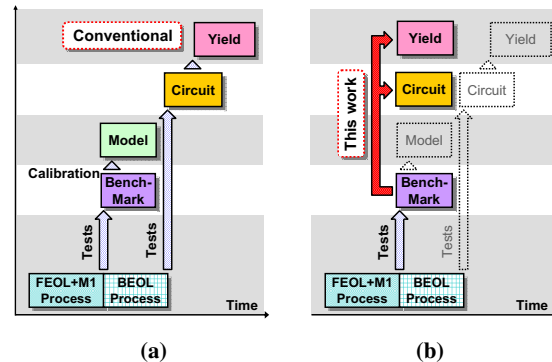 Conventional
Yield
Circuit
Model
Calibration
Bench-
Mark
Tests
Tests
FEOL+M1
Process
BEOL
Process
Time
(a)
Yield
Yield
This work
Circuit
Circuit
Model
Bench-
Mark
Tests
Tests
FEOL+M1
Process
BEOL
Process
Time
(b)